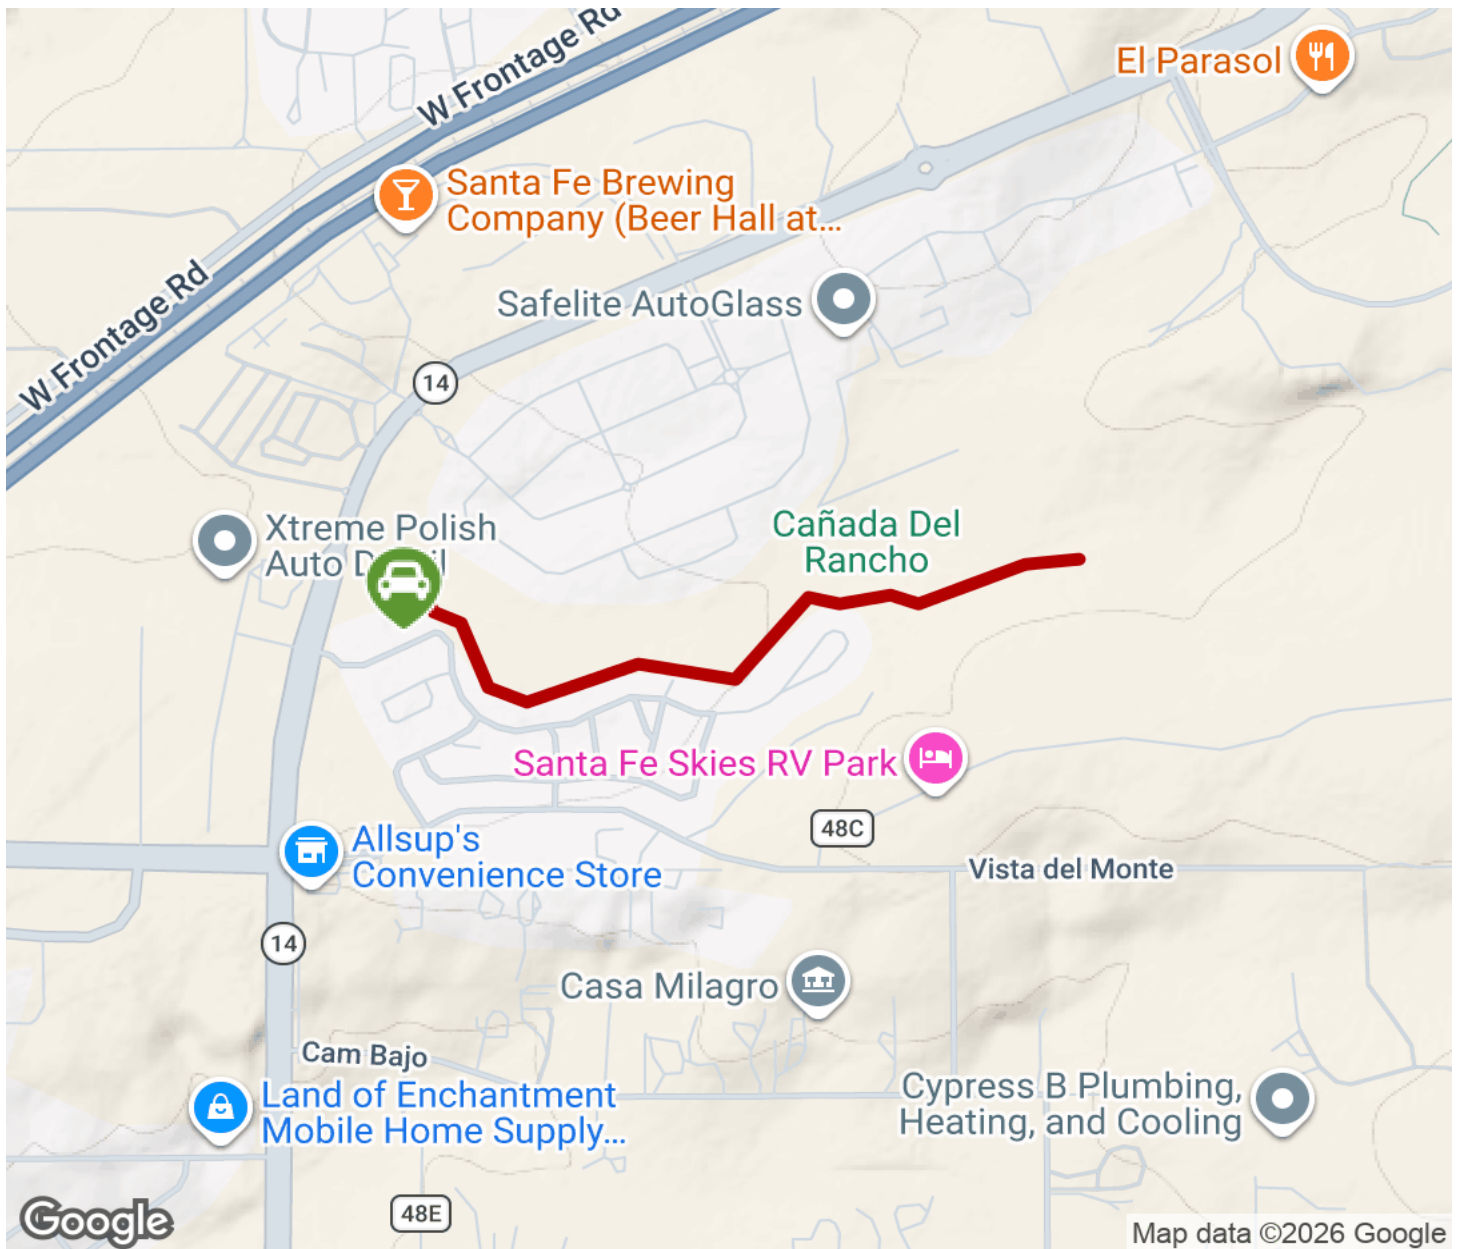 W Frontage Rd
El Parasol
Santa Fe Brewing
Company (Beer Hall at...
W Frontage Rd
Safelite AutoGlass
14
Xtreme Polish
Auto D il
Cañada Del
Rancho
Santa Fe Skies RV Park
48C
Allsup's
Convenience Store
Vista del Monte
14
Casa Milagro
Cam Bajo
Land of Enchantment
Mobile Home Supply...
Cypress B Plumbing,
Heating, and Cooling
48E
Google
Map data ©2026 Google